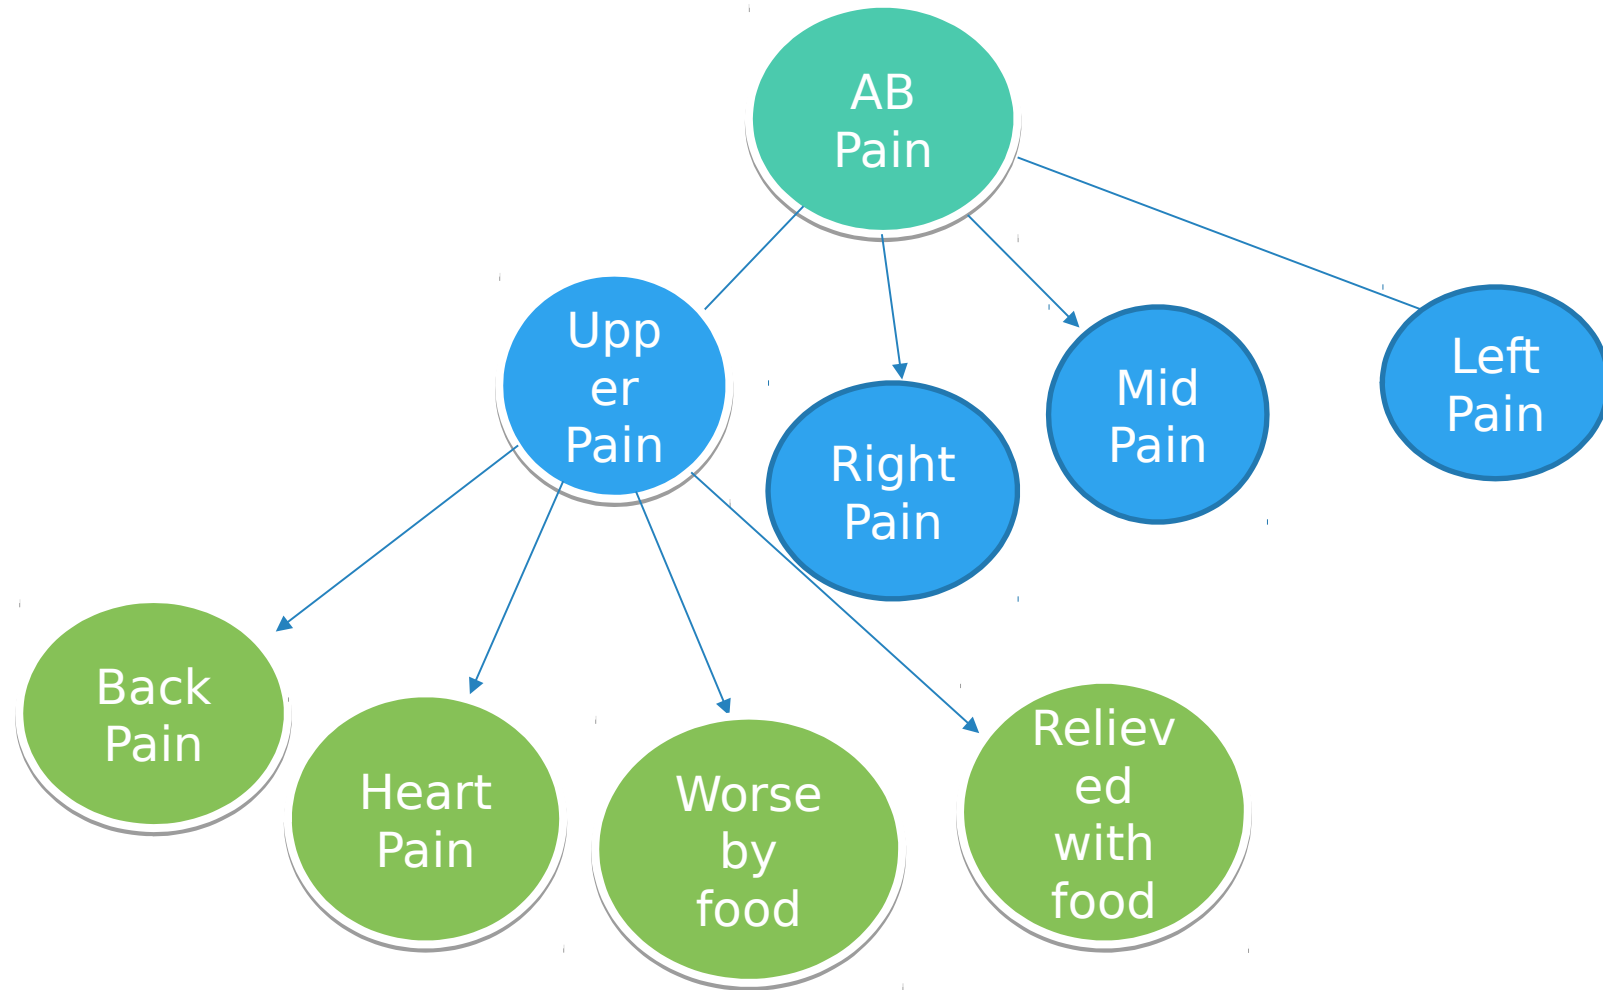 AB
Pain
Upp
er
Pain
Right
Pain
Mid
Pain
Left
Pain
Back
Pain
Heart
Pain
Worse
by
food
Reliev
ed
with
food